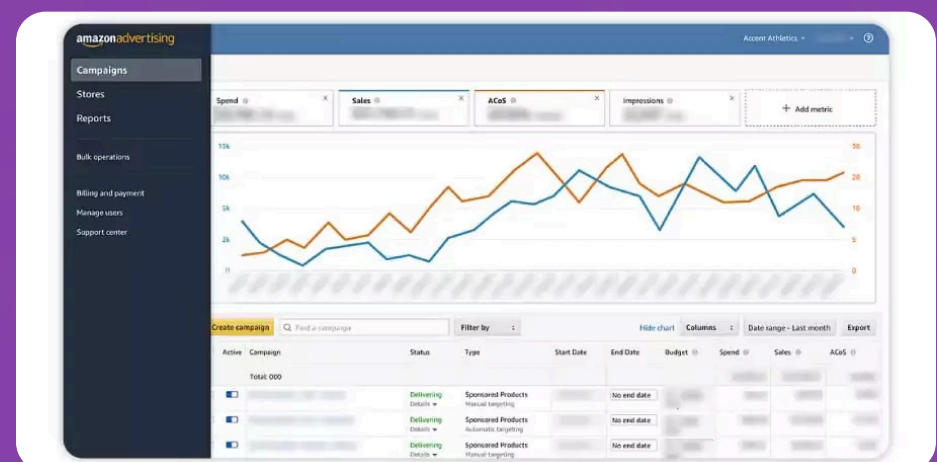 amazonadvertising
Accent Athletics
Campaigns
Stores
Reports
Bulk operations
Billing and payment
Manage users
Support center
Spend
Sales
ACoS
Impressions
+ Add metric
15k
10k
5k
2k
0
30
20
10
5
0
Create campaign
Find a campaign
Filter by
Hide chart
Columns
Date range - Last month
Export
Active Campaign Status Type Start Date End Date Budget Spend Sales ACoS
Total: 000
Delivering Sponsored Products No end date
Details Manual targeting
Delivering Sponsored Products No end date
Details Automatic targeting
Delivering Sponsored Products No end date
Details Manual targeting